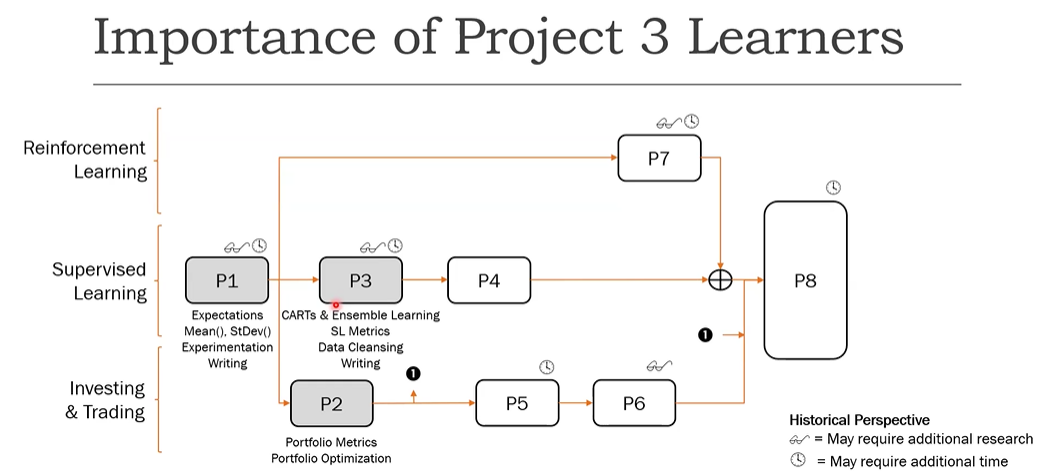 Importance of Project 3 Learners
Reinforcement
Learning
P7
Supervised
Learning
P1
Expectations
Mean(), StDev()
Experimentation
Writing
P3
CARTs & Ensemble Learning
SL Metrics
Data Cleansing
Writing
P4
P8
1
1
Investing
& Trading
P2
Portfolio Metrics
Portfolio Optimization
P5
P6
Historical Perspective
= May require additional research
= May require additional time